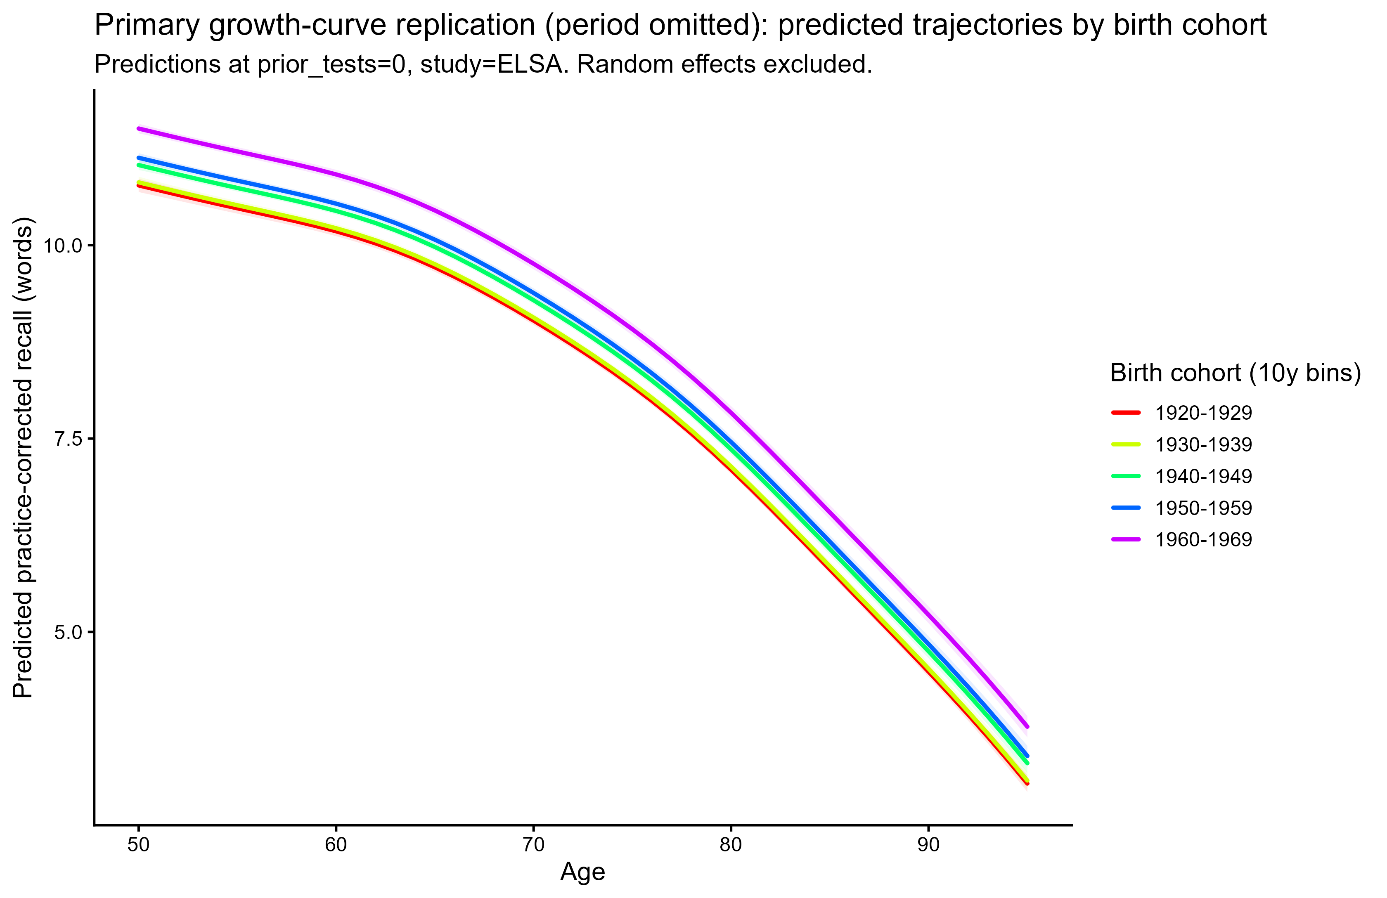 Primary growth-curve replication (period omitted): predicted trajectories by birth cohort
Predictions at prior_tests=0, study=ELSA. Random effects excluded.
Predicted practice-corrected recall (words)
10.0
7.5
5.0
50
60
70
80
90
Age
Birth cohort (10y bins)
1920-1929
1930-1939
1940-1949
1950-1959
1960-1969